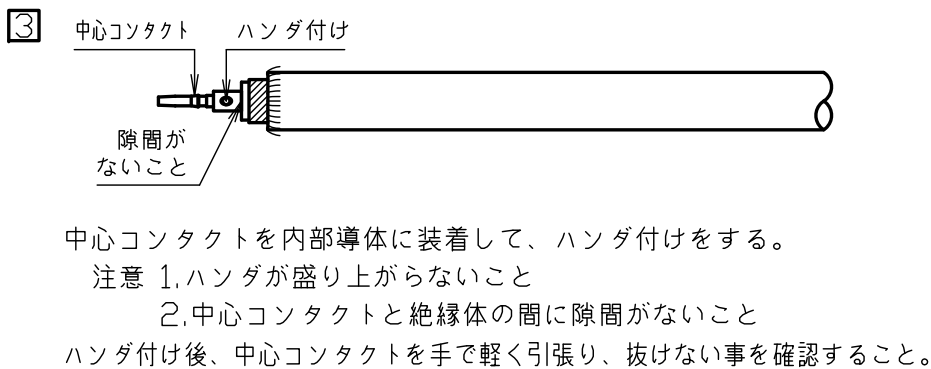 3
中心コンタクト
ハンダ付け
隙間が
ないこと
中心コンタクトを内部導体に装着して、ハンダ付けをする。
注意 1.ハンダが盛り上がらないこと
2.中心コンタクトと絶縁体の間に隙間がないこと
ハンダ付け後、中心コンタクトを手で軽く引張り、抜けない事を確認すること。